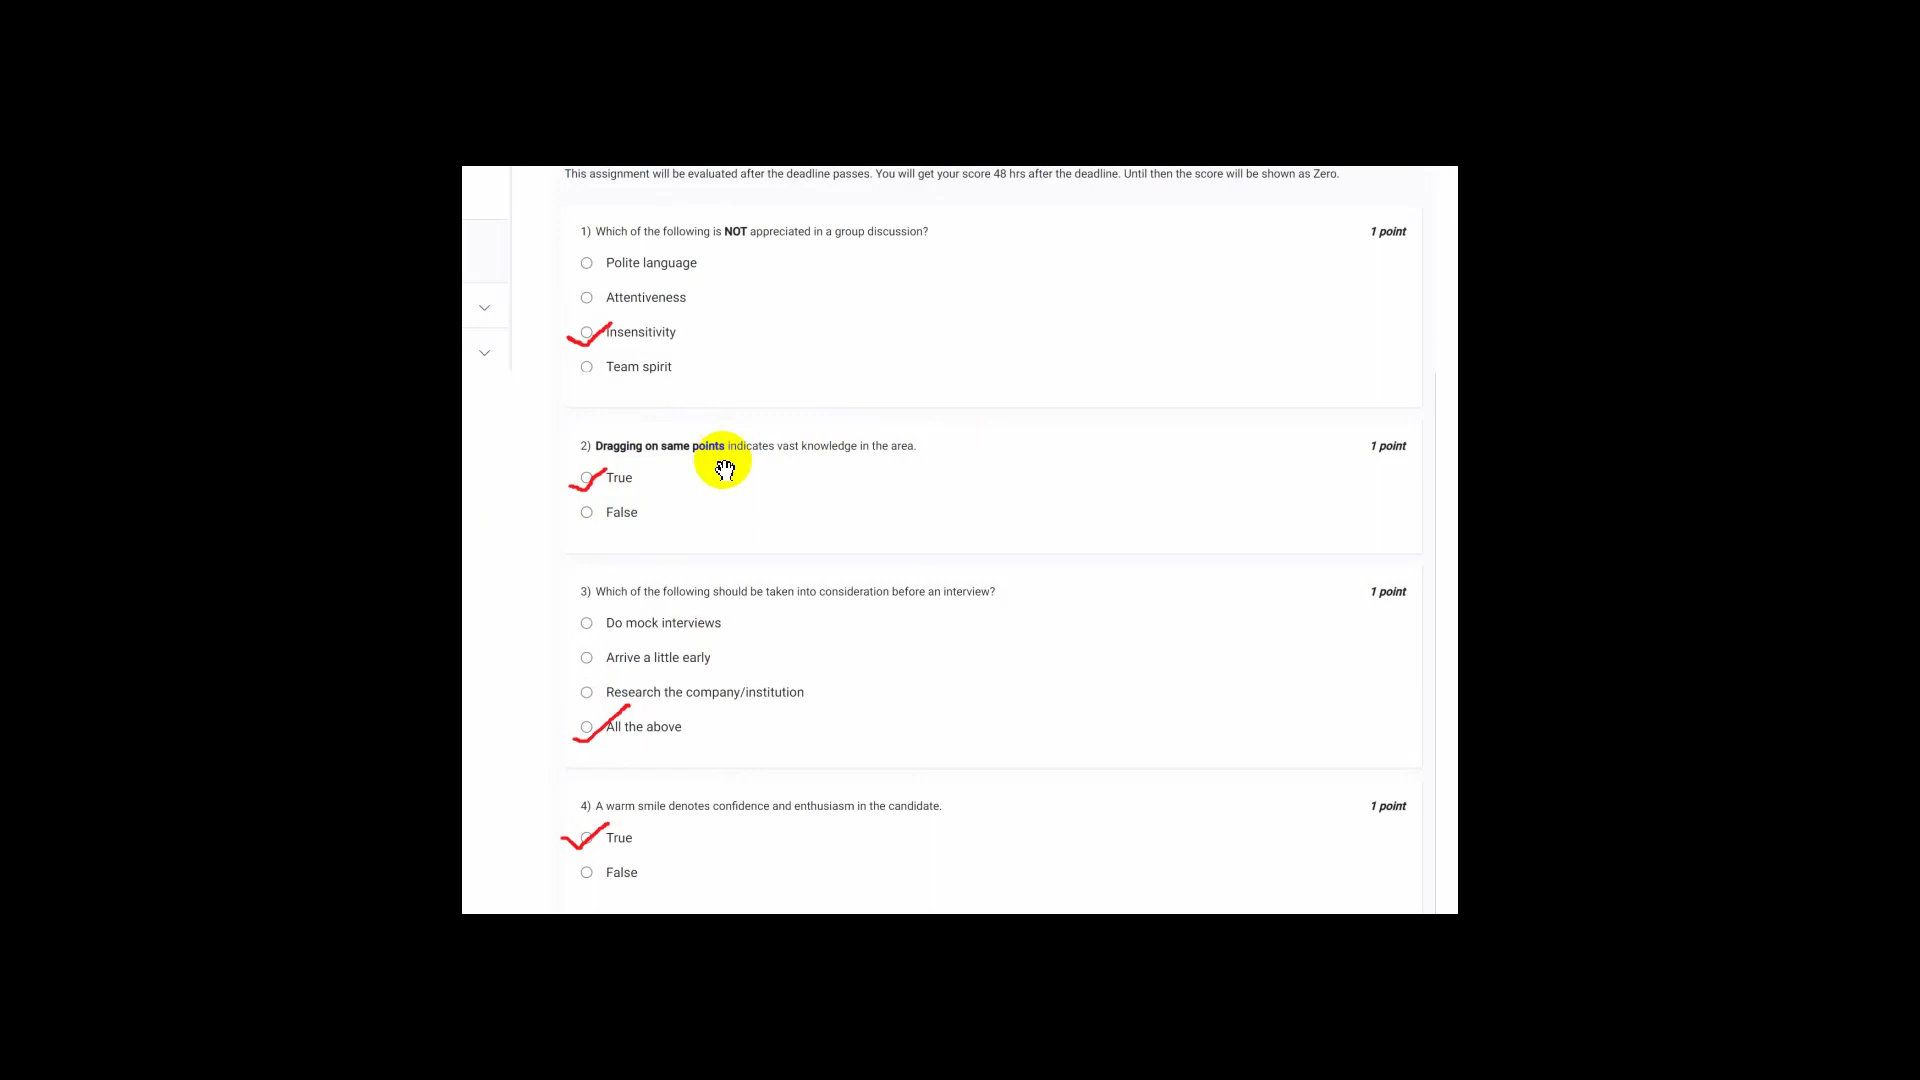 This assignment will be evaluated after the deadline passes. You will get your score 48 hrs after the deadline. Until then the score will be shown as Zero.
1) Which of the following is NOT appreciated in a group discussion? 1 point
Polite language
Attentiveness
Insensitivity
Team spirit
2) Dragging on same points indicates vast knowledge in the area. 1 point
True
False
3) Which of the following should be taken into consideration before an interview? 1 point
Do mock interviews
Arrive a little early
Research the company/institution
All the above
4) A warm smile denotes confidence and enthusiasm in the candidate. 1 point
True
False